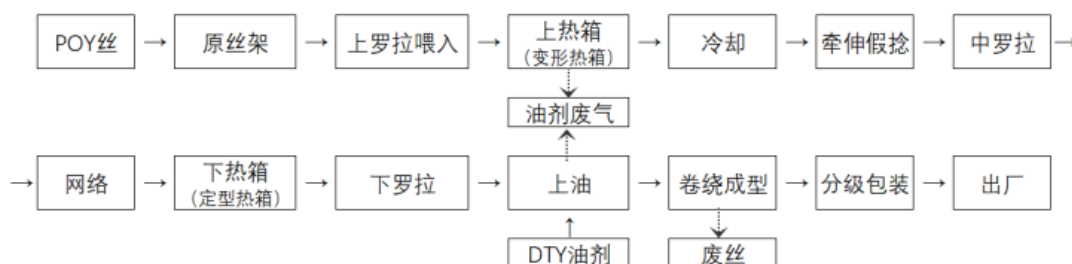 POY丝 → 原丝架 → 上罗拉喂入 → 上热箱 → 冷却 → 牵伸假捻 → 中罗拉 →
(变形热箱)
油剂废气
→ 网络 → 下热箱 → 下罗拉 → 上油 → 卷绕成型 → 分级包装 → 出厂
(定型热箱)
DTY油剂 废丝